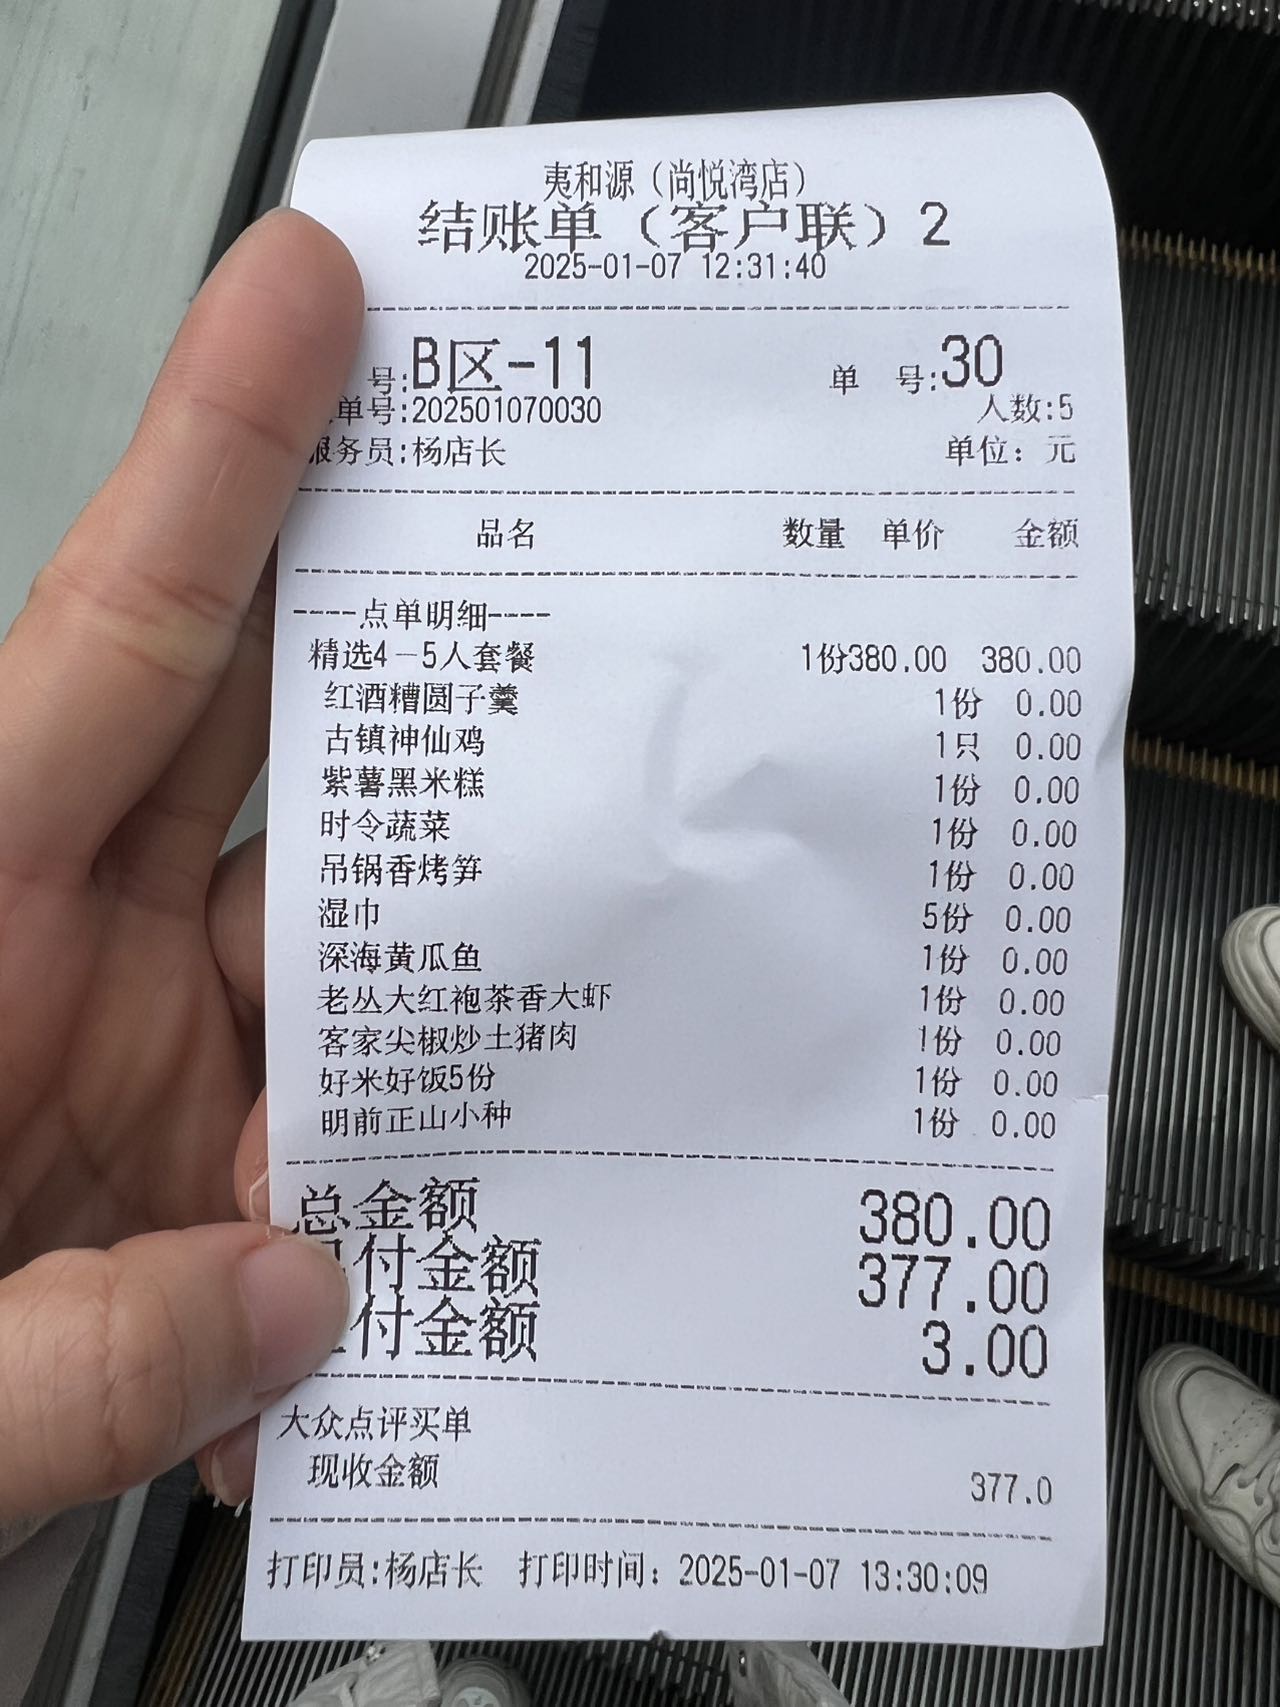 夷和源（尚悦湾店）
结账单（客户联）2
2025-01-07 12:31:40
号:B区-11 单 号:30
单号:202501070030 人数:5
服务员:杨店长 单位：元
品名 数量 单价 金额
----点单明细----
精选4－5人套餐 1份380.00 380.00
红酒糟圆子羹 1份 0.00
古镇神仙鸡 1只 0.00
紫薯黑米糕 1份 0.00
时令蔬菜 1份 0.00
吊锅香烤笋 1份 0.00
湿巾 5份 0.00
深海黄瓜鱼 1份 0.00
老丛大红袍茶香大虾 1份 0.00
客家尖椒炒土猪肉 1份 0.00
好米好饭5份 1份 0.00
明前正山小种 1份 0.00
总金额 380.00
付金额 377.00
付金额 3.00
大众点评买单
现收金额 377.0
打印员:杨店长 打印时间：2025-01-07 13:30:09